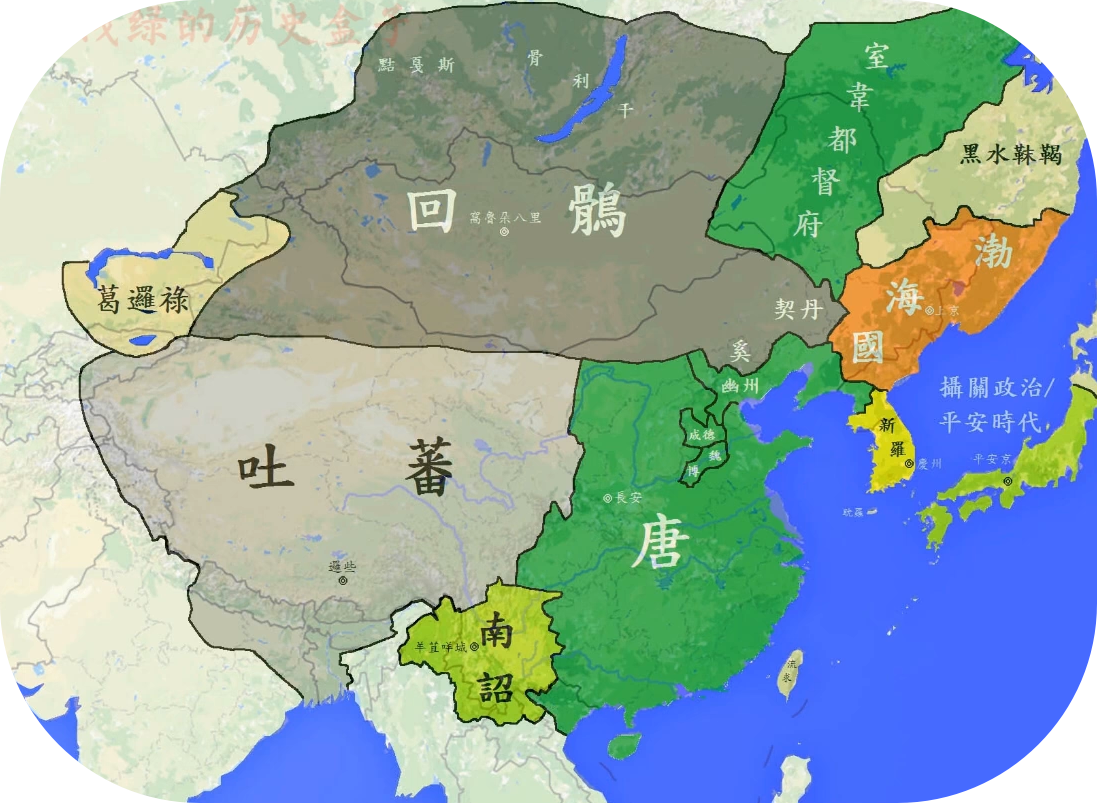 綠的历史盒子
黠戛斯
骨利干
室韋都督府
黑水靺鞨
回鶻
窩魯朵八里
渤海國
上京
葛邏祿
契丹
奚
幽州
攝關政治/
平安時代.
新羅
慶州
平安京
成德
魏博
吐蕃
長安
唐
耽羅
邏些
南詔
羊苴咩城
流求